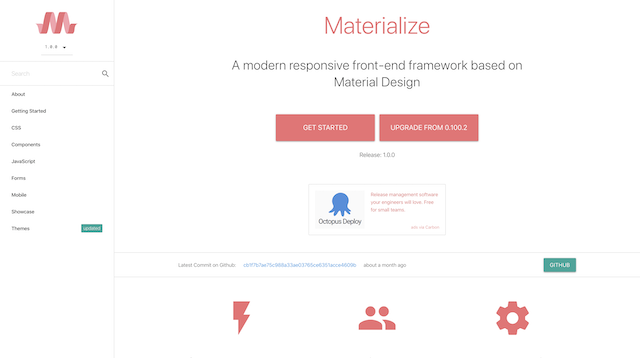 1.0.0
Search
About
Getting Started
CSS
Components
JavaScript
Forms
Mobile
Showcase
Themes updated
Materialize
A modern responsive front-end framework based on
Material Design
GET STARTED UPGRADE FROM 0.100.2
Release: 1.0.0
Octopus Deploy
Release management software
your engineers will love. Free
for small teams.
ads via Carbon
Latest Commit on Github: about a month ago GITHUB